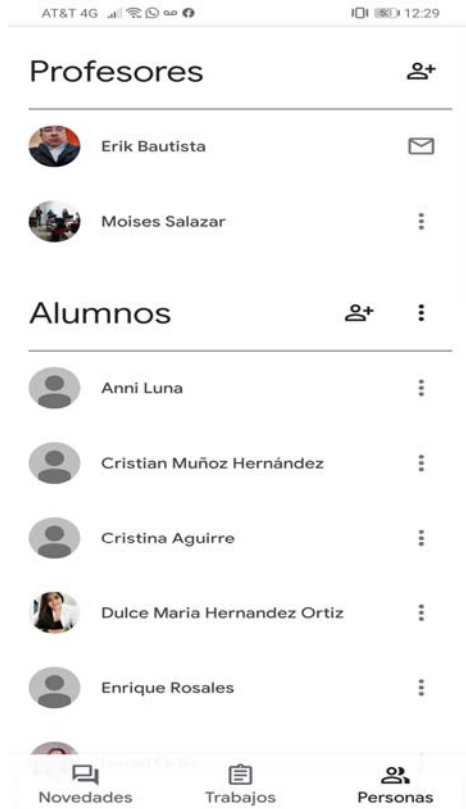 AT&T 4G 12:29
Profesores
Erik Bautista
Moises Salazar
Alumnos
Anni Luna
Cristian Muñoz Hernández
Cristina Aguirre
Dulce Maria Hernandez Ortiz
Enrique Rosales
Novedades Trabajos Personas